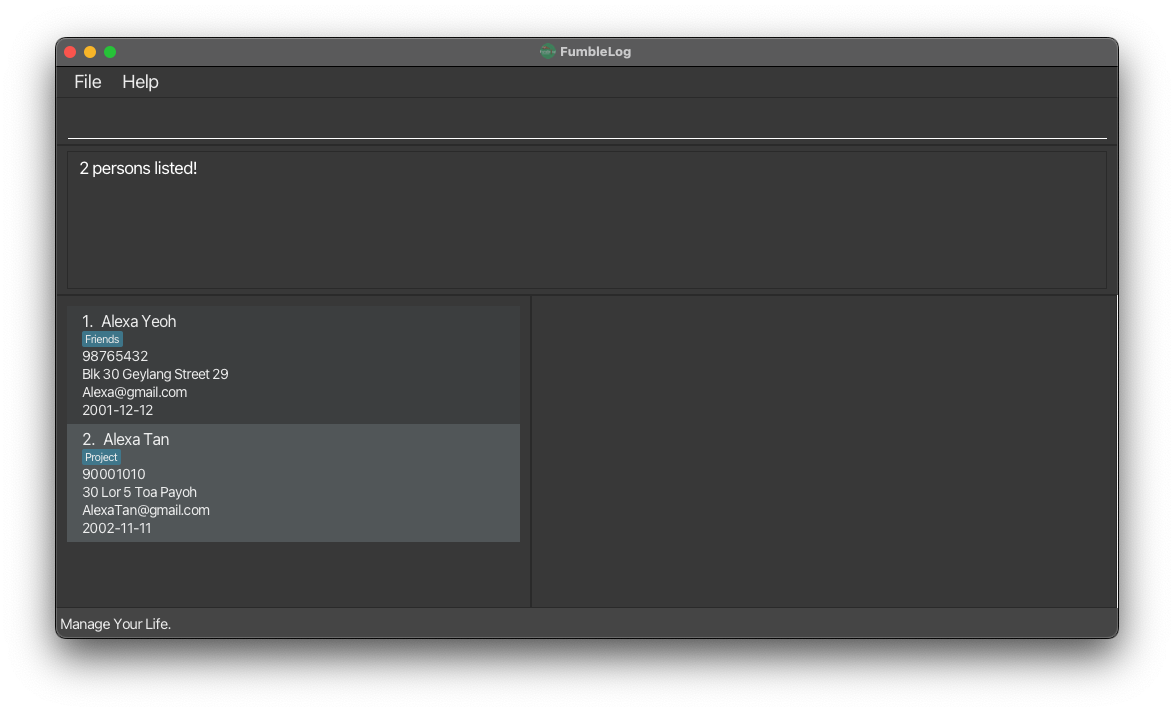 FumbleLog
File Help
2 persons listed!
1. Alexa Yeoh
Friends
98765432
Blk 30 Geylang Street 29
Alexa@gmail.com
2001-12-12
2. Alexa Tan
Project
90001010
30 Lor 5 Toa Payoh
AlexaTan@gmail.com
2002-11-11
Manage Your Life.